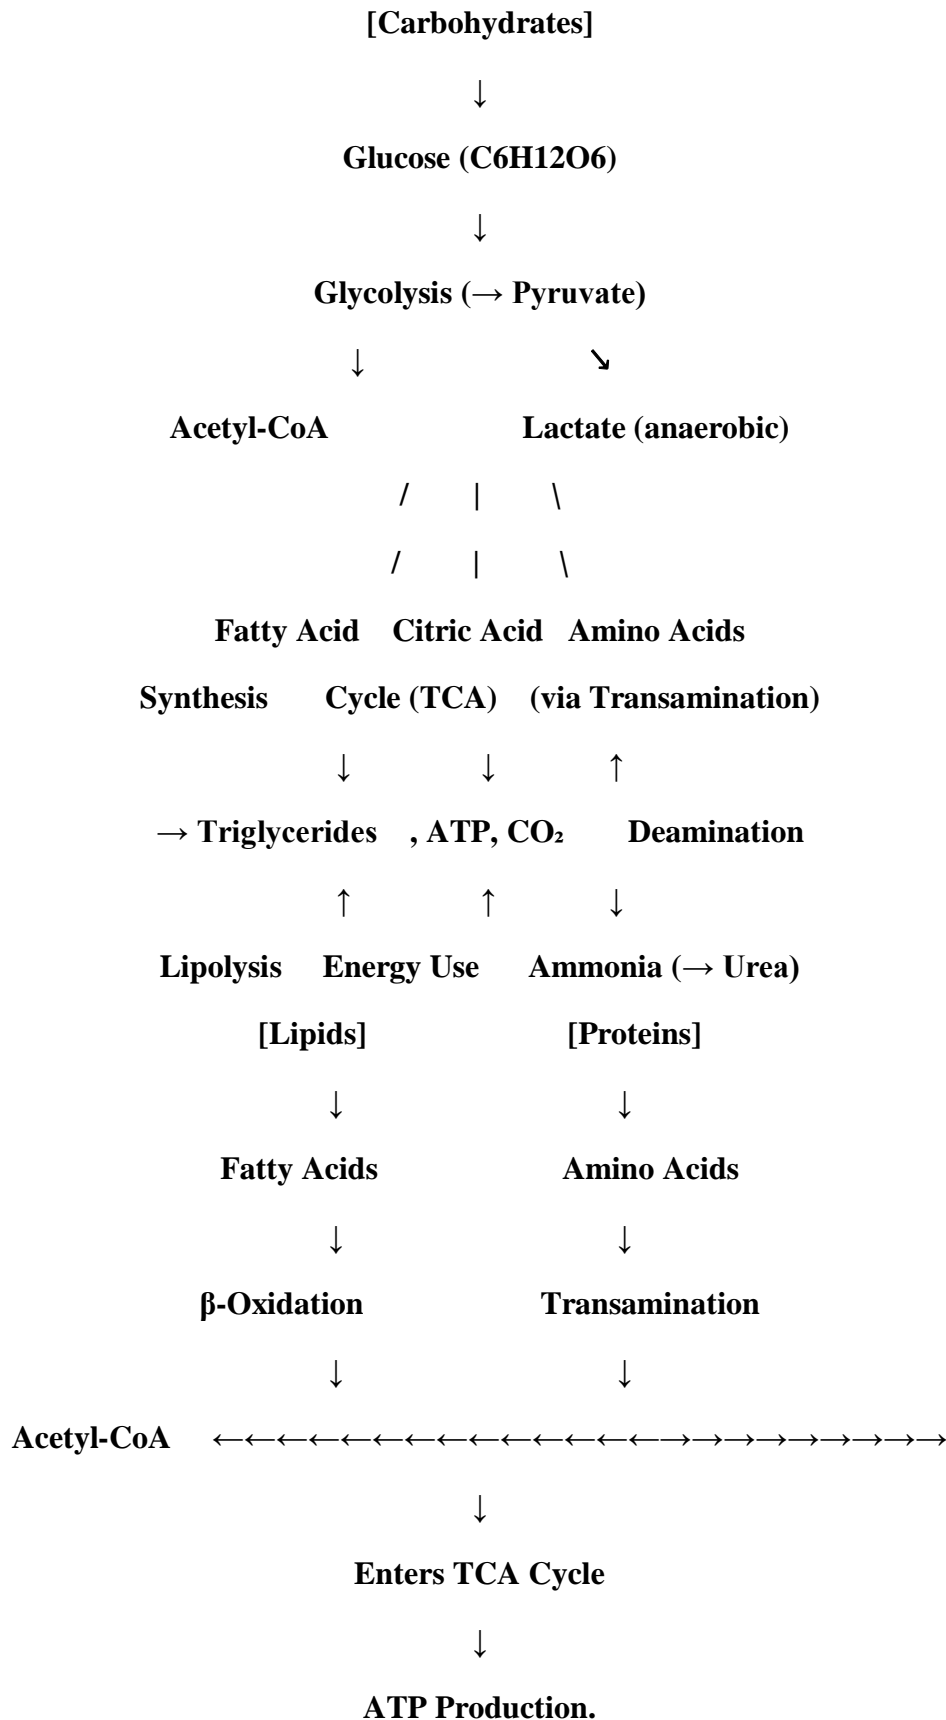 [Carbohydrates]
↓
Glucose (C6H12O6)
↓
Glycolysis (→ Pyruvate)
↓ ↘
Acetyl-CoA Lactate (anaerobic)
/ | \
/ | \
Fatty Acid Citric Acid Amino Acids
Synthesis Cycle (TCA) (via Transamination)
↓ ↓ ↑
→ Triglycerides , ATP, CO₂ Deamination
↑ ↑ ↓
Lipolysis Energy Use Ammonia (→ Urea)
[Lipids] [Proteins]
↓ ↓
Fatty Acids Amino Acids
↓ ↓
β-Oxidation Transamination
↓ ↓
Acetyl-CoA ←←←←←←←←←←←←←←→→→→→→→→→
↓
Enters TCA Cycle
↓
ATP Production.